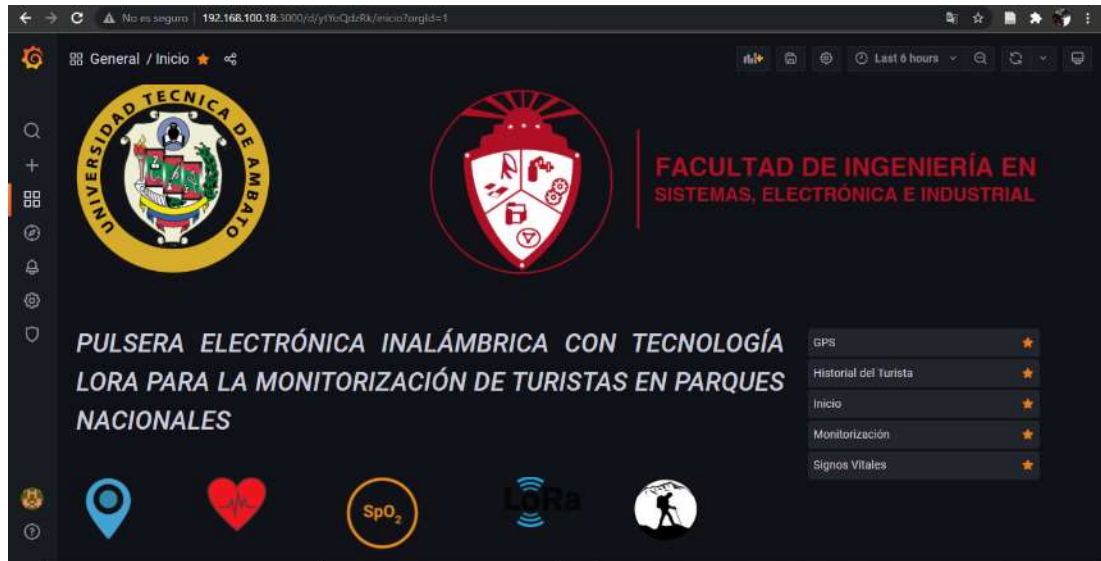 No es seguro 192.168.100.18:3000/d/ytYoQdzRk/inicio?orgId=1
General / Inicio
Last 6 hours
UNIVERSIDAD TECNICA DE AMBATO
FACULTAD DE INGENIERÍA EN
SISTEMAS, ELECTRÓNICA E INDUSTRIAL
PULSERA ELECTRÓNICA INALÁMBRICA CON TECNOLOGÍA
LORA PARA LA MONITORIZACIÓN DE TURISTAS EN PARQUES
NACIONALES
GPS
Historial del Turista
Inicio
Monitorización
Signos Vitales
SpO₂
LoRa